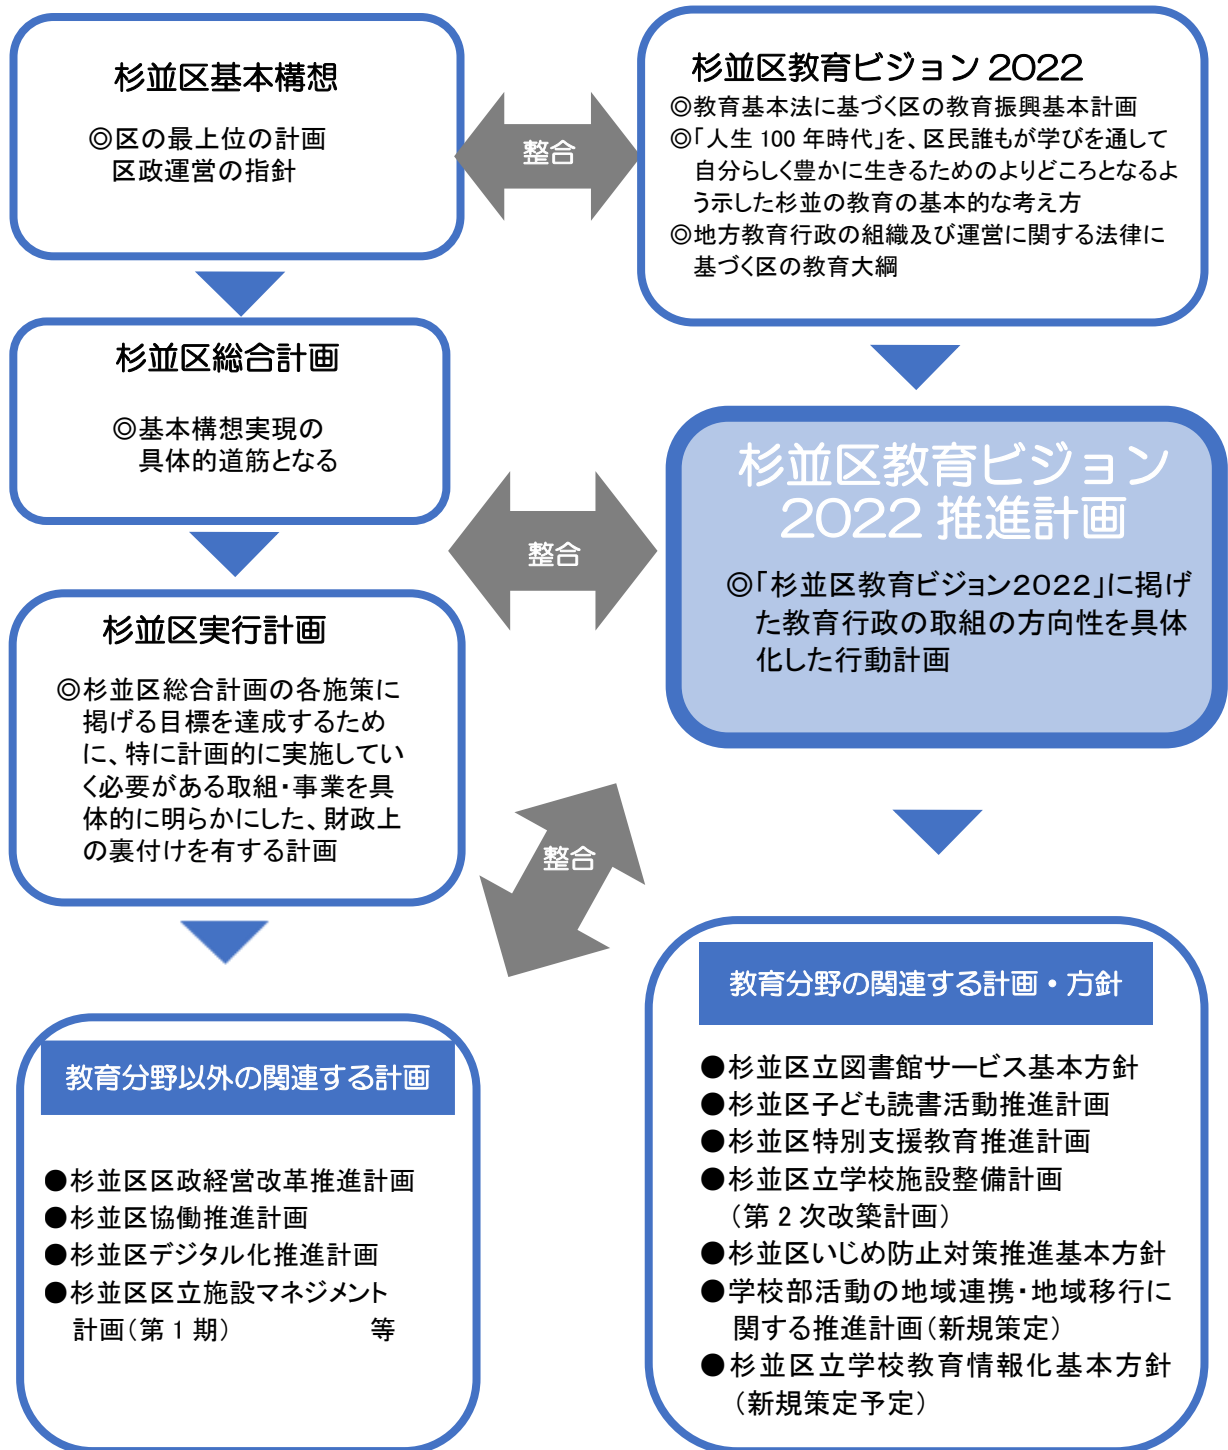 杉並区基本構想
◎区の最上位の計画
区政運営の指針
整合
杉並区教育ビジョン2022
◎教育基本法に基づく区の教育振興基本計画
◎「人生100年時代」を、区民誰もが学びを通して
自分らしく豊かに生きるためのよりどころとなるよ
う示した杉並の教育の基本的な考え方
◎地方教育行政の組織及び運営に関する法律に
基づく区の教育大綱
杉並区総合計画
◎基本構想実現の
具体的道筋となる
整合
杉並区教育ビジョン
2022推進計画
◎「杉並区教育ビジョン2022」に掲げ
た教育行政の取組の方向性を具体
化した行動計画
杉並区実行計画
◎杉並区総合計画の各施策に
掲げる目標を達成するため
に、特に計画的に実施してい
く必要がある取組・事業を具
体的に明らかにした、財政上
の裏付けを有する計画
整合
教育分野以外の関連する計画
●杉並区区政経営改革推進計画
●杉並区協働推進計画
●杉並区デジタル化推進計画
●杉並区区立施設マネジメント
計画(第1期) 等
教育分野の関連する計画・方針
●杉並区立図書館サービス基本方針
●杉並区子ども読書活動推進計画
●杉並区特別支援教育推進計画
●杉並区立学校施設整備計画
(第2次改築計画)
●杉並区いじめ防止対策推進基本方針
●学校部活動の地域連携・地域移行に
関する推進計画(新規策定)
●杉並区立学校教育情報化基本方針
(新規策定予定)